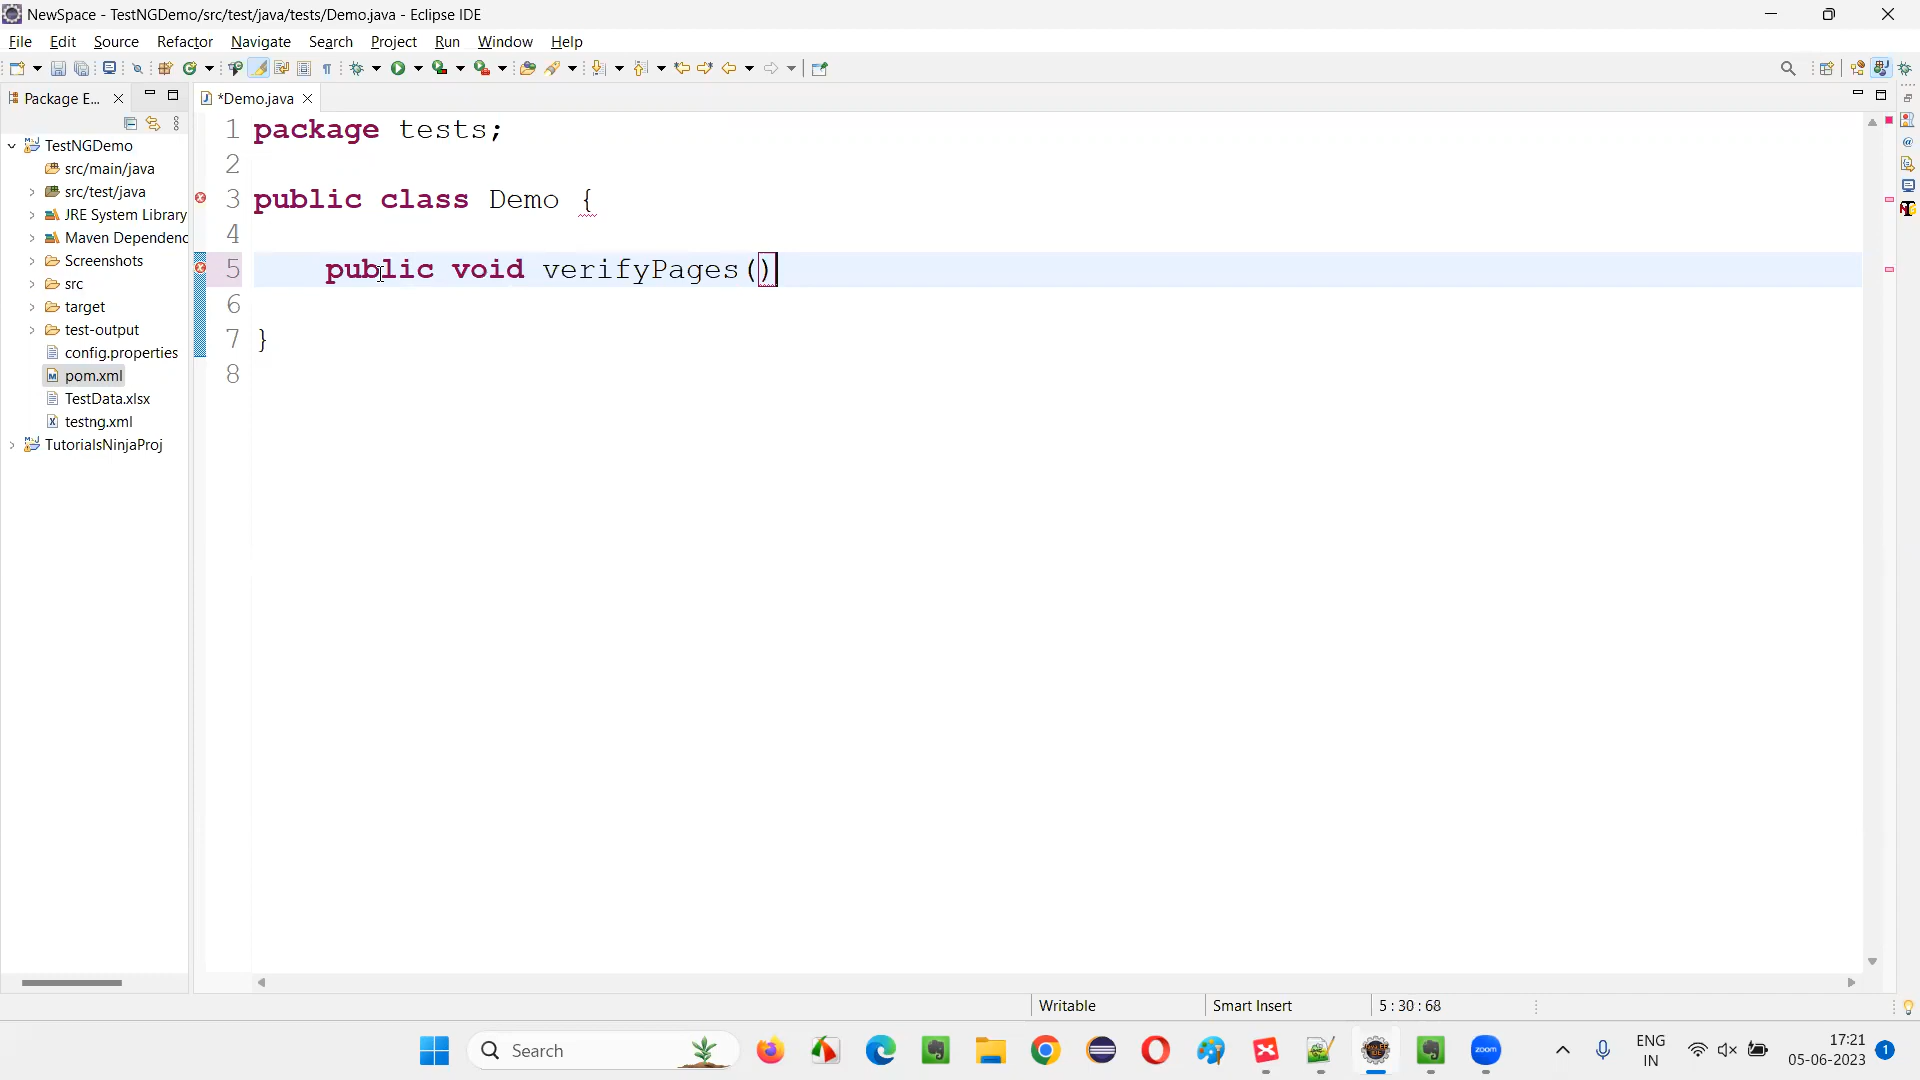 NewSpace - TestNGDemo/src/test/java/tests/Demo.java - Eclipse IDE
File Edit Source Refactor Navigate Search Project Run Window Help
Package E...
*Demo.java
TestNGDemo
src/main/java
src/test/java
JRE System Library
Maven Dependenc
Screenshots
src
target
test-output
config.properties
pom.xml
TestData.xlsx
testng.xml
TutorialsNinjaProj
1 package tests;
2
3 public class Demo {
4
5 public void verifyPages()
6
7 }
8
Writable
Smart Insert
5 : 30 : 68
Search
zoom
ENG
IN
17:21
05-06-2023
1